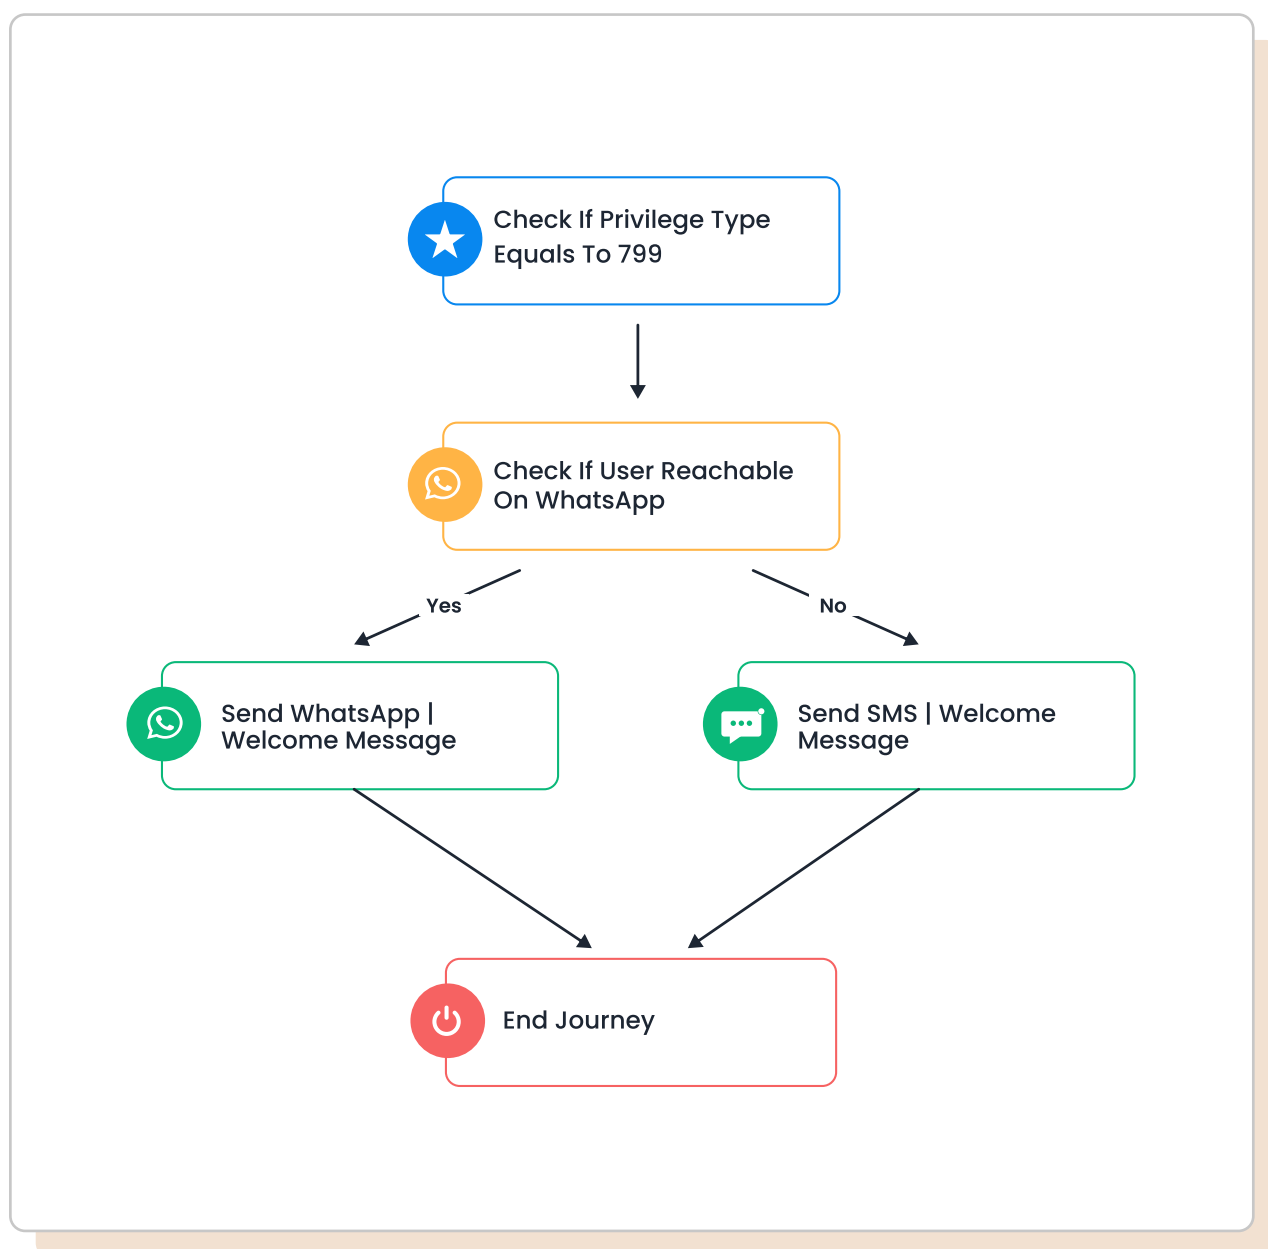 Check If Privilege Type
Equals To 799
Check If User Reachable
On WhatsApp
Yes
No
Send WhatsApp |
Welcome Message
Send SMS | Welcome
Message
End Journey